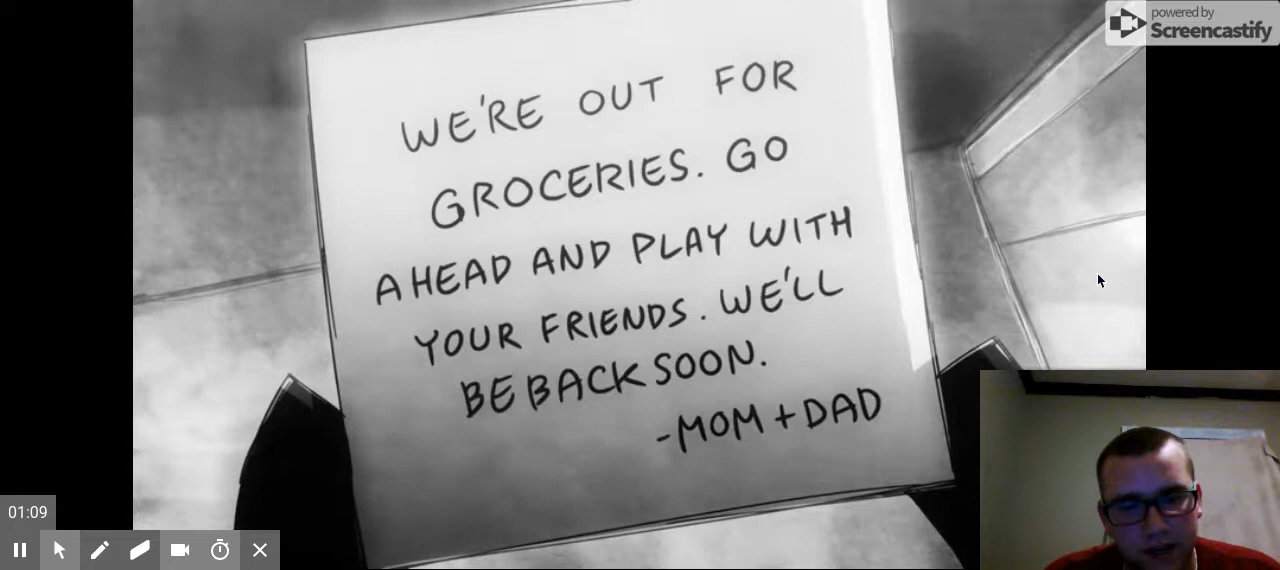 powered by
Screencastify
WE'RE OUT FOR
GROCERIES. GO
AHEAD AND PLAY WITH
YOUR FRIENDS. WE'LL
BE BACK SOON.
-MOM + DAD
01:09